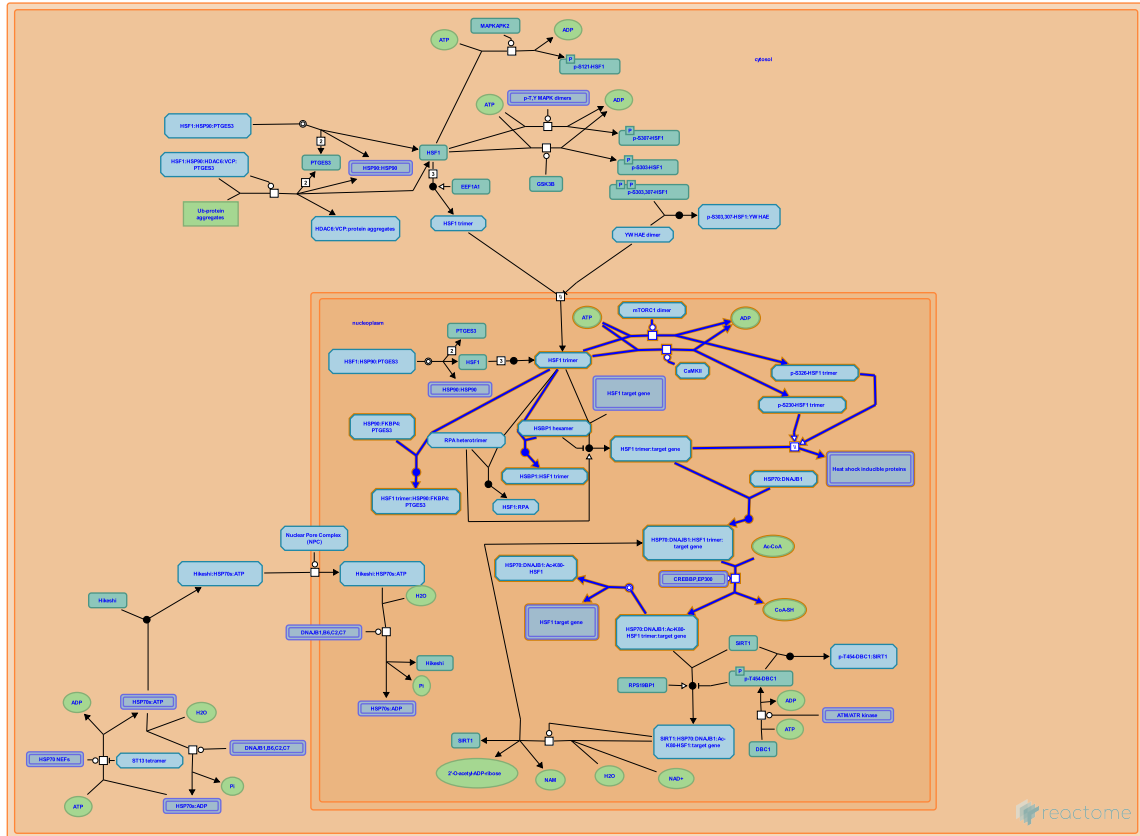 MAPKAPK2
ATP
ADP
P
p-S121-HSF1
cytosol
ATP
p-T,Y MAPK dimers
ADP
HSF1:HSP90:PTGES3
P
p-S307-HSF1
2
HSF1:HSP90:HDAC6:VCP:
PTGES3
PTGES3
HSP90:HSP90
HSF1
P
p-S303-HSF1
2
3
EEF1A1
GSK3B
P P
p-S303,307-HSF1
Ub-protein
aggregates
HDAC6:VCP:protein aggregates
HSF1 trimer
p-S303,307-HSF1:YWHAE
YWHAE dimer
nucleoplasm
ATP
mTORC1 dimer
ADP
PTGES3
HSF1:HSP90:PTGES3
2
HSF1
3
HSF1 trimer
CaMKII
p-S326-HSF1 trimer
HSP90:HSP90
HSF1 target gene
p-S230-HSF1 trimer
HSP90:FKBP4:
PTGES3
RPA heterotrimer
HSBP1 hexamer
HSF1 trimer:target gene
Heat shock inducible proteins
HSBP1:HSF1 trimer
HSP70:DNAJB1
HSF1 trimer:HSP90:FKBP4:
PTGES3
HSF1:RPA
Nuclear Pore Complex
(NPC)
HSP70:DNAJB1:HSF1 trimer:
target gene
Ac-CoA
Hikeshi:HSP70s:ATP
Hikeshi:HSP70s:ATP
HSP70:DNAJB1:Ac-K80-
HSF1
CREBBP,EP300
H2O
Hikeshi
CoA-SH
HSF1 target gene
DNAJB1,B6,C2,C7
HSP70:DNAJB1:Ac-K80-
HSF1 trimer:target gene
SIRT1
p-T454-DBC1:SIRT1
Hikeshi
P
p-T454-DBC1
Pi
RPS19BP1
HSP70s:ADP
ADP
HSP70s:ATP
ADP
H2O
ATM/ATR kinase
ATP
SIRT1
SIRT1:HSP70:DNAJB1:Ac-
K80-HSF1:target gene
DBC1
DNAJB1,B6,C2,C7
HSP70 NEFs
ST13 tetramer
2'-O-acetyl-ADP-ribose
NAM
H2O
NAD+
Pi
ATP
HSP70s:ADP
reactome